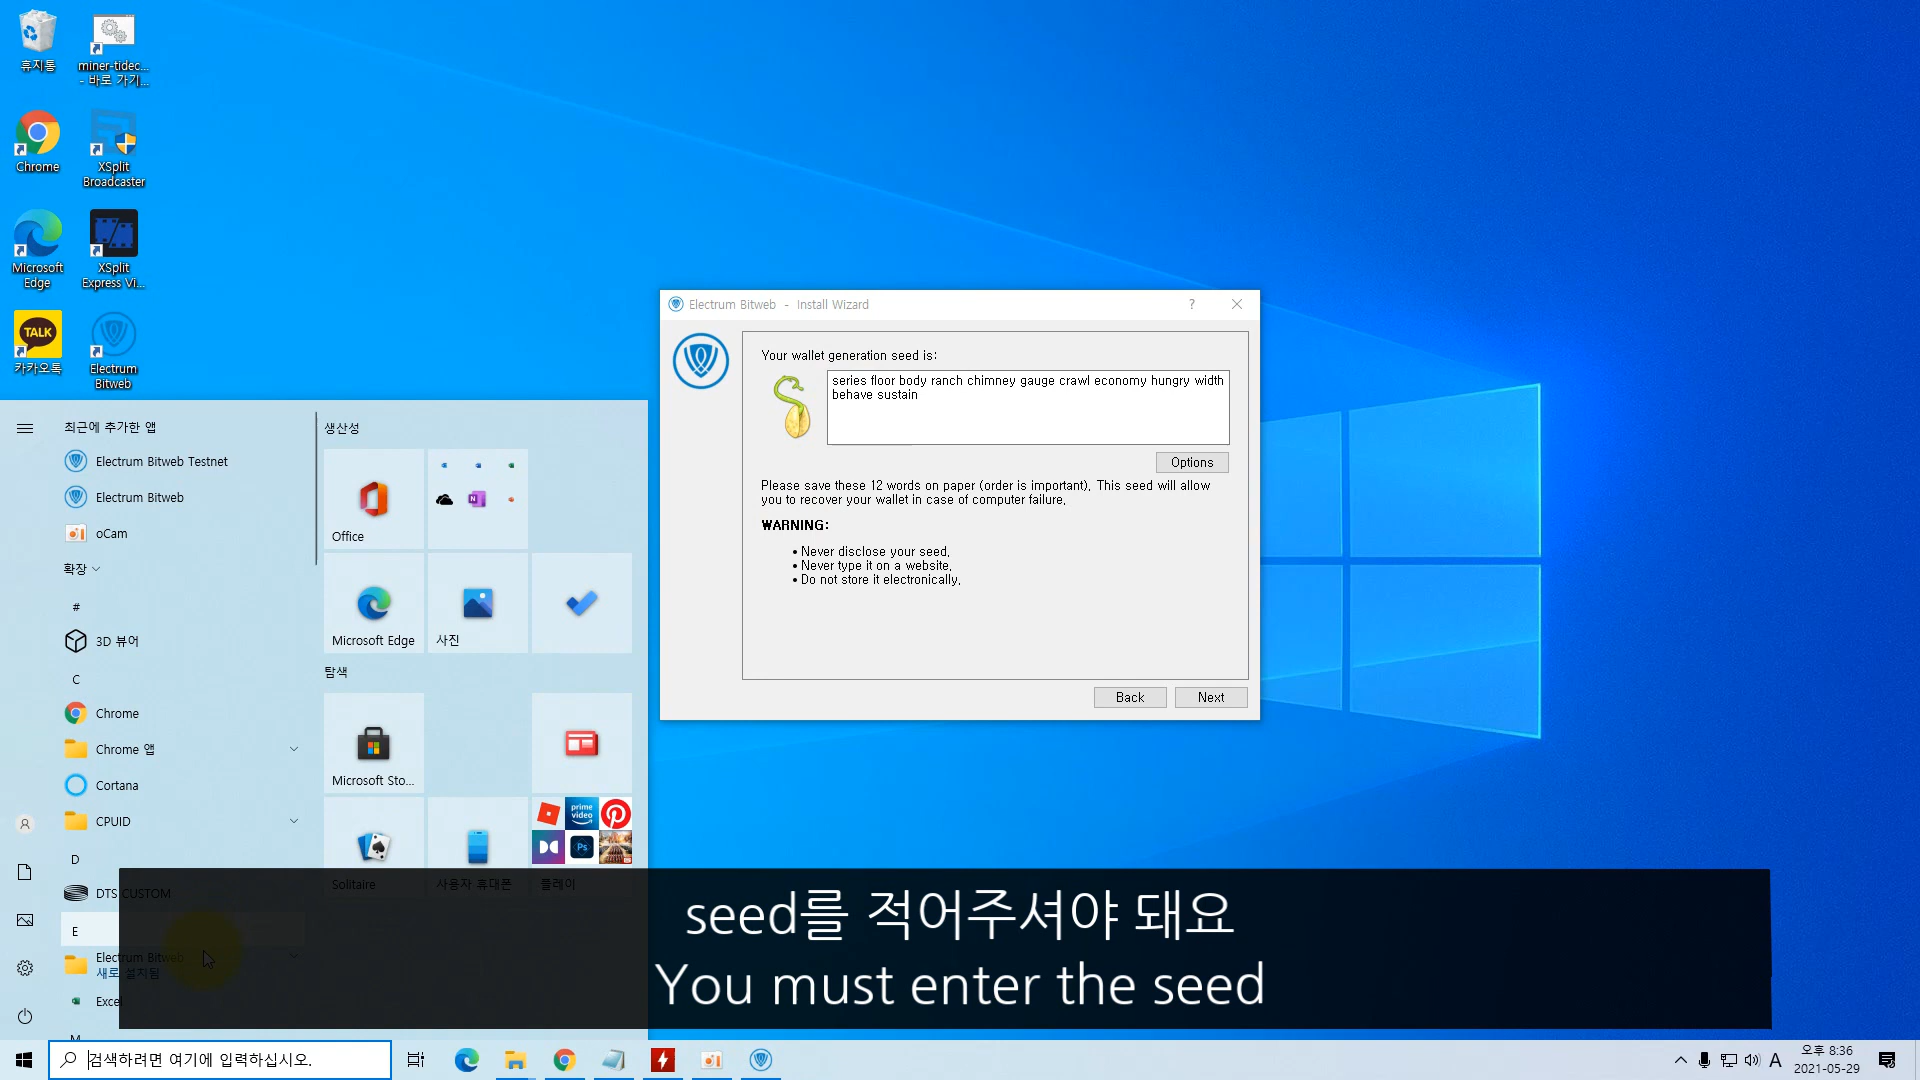 휴지통
miner-tidec...
- 바로 가기...
Chrome
XSplit
Broadcaster
Microsoft
Edge
XSplit
Express Vi...
TALK
카카오톡
Electrum
Bitweb
최근에 추가한 앱
Electrum Bitweb Testnet
Electrum Bitweb
oCam
확장
#
3D 뷰어
C
Chrome
Chrome 앱
Cortana
CPUID
D
DTS CUSTOM
E
Electrum Bitweb
새로 설치됨
Excel
M
생산성
Office
Microsoft Edge
사진
탐색
Microsoft Sto...
prime
video
Ps
Solitaire
사용자 휴대폰
플레이
Electrum Bitweb - Install Wizard
?
Your wallet generation seed is:
series floor body ranch chimney gauge crawl economy hungry width
behave sustain
Options
Please save these 12 words on paper (order is important). This seed will allow
you to recover your wallet in case of computer failure.
WARNING:
• Never disclose your seed.
• Never type it on a website.
• Do not store it electronically.
Back
Next
seed를 적어주셔야 돼요
You must enter the seed
검색하려면 여기에 입력하십시오.
A
오후 8:36
2021-05-29